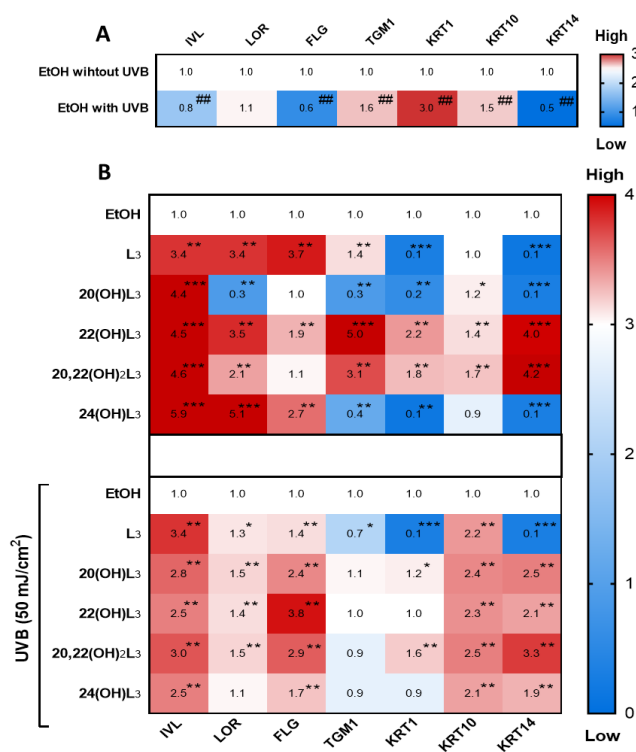 A
IVL LOR FLG TGM1 KRT1 KRT10 KRT14
High
EtOH wihtout UVB 1.0 1.0 1.0 1.0 1.0 1.0 1.0
EtOH with UVB 0.8## 1.1 0.6## 1.6## 3.0## 1.5## 0.5##
3
2
1
Low
B
High
EtOH 1.0 1.0 1.0 1.0 1.0 1.0 1.0
L3 3.4** 3.4** 3.7** 1.4** 0.1*** 1.0 0.1***
20(OH)L3 4.4*** 0.3** 1.0 0.3** 0.2** 1.2* 0.1***
22(OH)L3 4.5*** 3.5** 1.9** 5.0*** 2.2** 1.4** 4.0***
20,22(OH)2L3 4.6*** 2.1** 1.1 3.1** 1.8** 1.7** 4.2***
24(OH)L3 5.9*** 5.1*** 2.7** 0.4** 0.1** 0.9 0.1***
4
3
2
1
0
UVB (50 mJ/cm²)
EtOH 1.0 1.0 1.0 1.0 1.0 1.0 1.0
L3 3.4** 1.3* 1.4** 0.7* 0.1*** 2.2** 0.1***
20(OH)L3 2.8** 1.5** 2.4** 1.1 1.2* 2.4** 2.5**
22(OH)L3 2.5** 1.4** 3.8** 1.0 1.0 2.3** 2.1**
20,22(OH)2L3 3.0** 1.5** 2.9** 0.9 1.6** 2.5** 3.3**
24(OH)L3 2.5** 1.1 1.7** 0.9 0.9 2.1** 1.9**
IVL LOR FLG TGM1 KRT1 KRT10 KRT14
Low